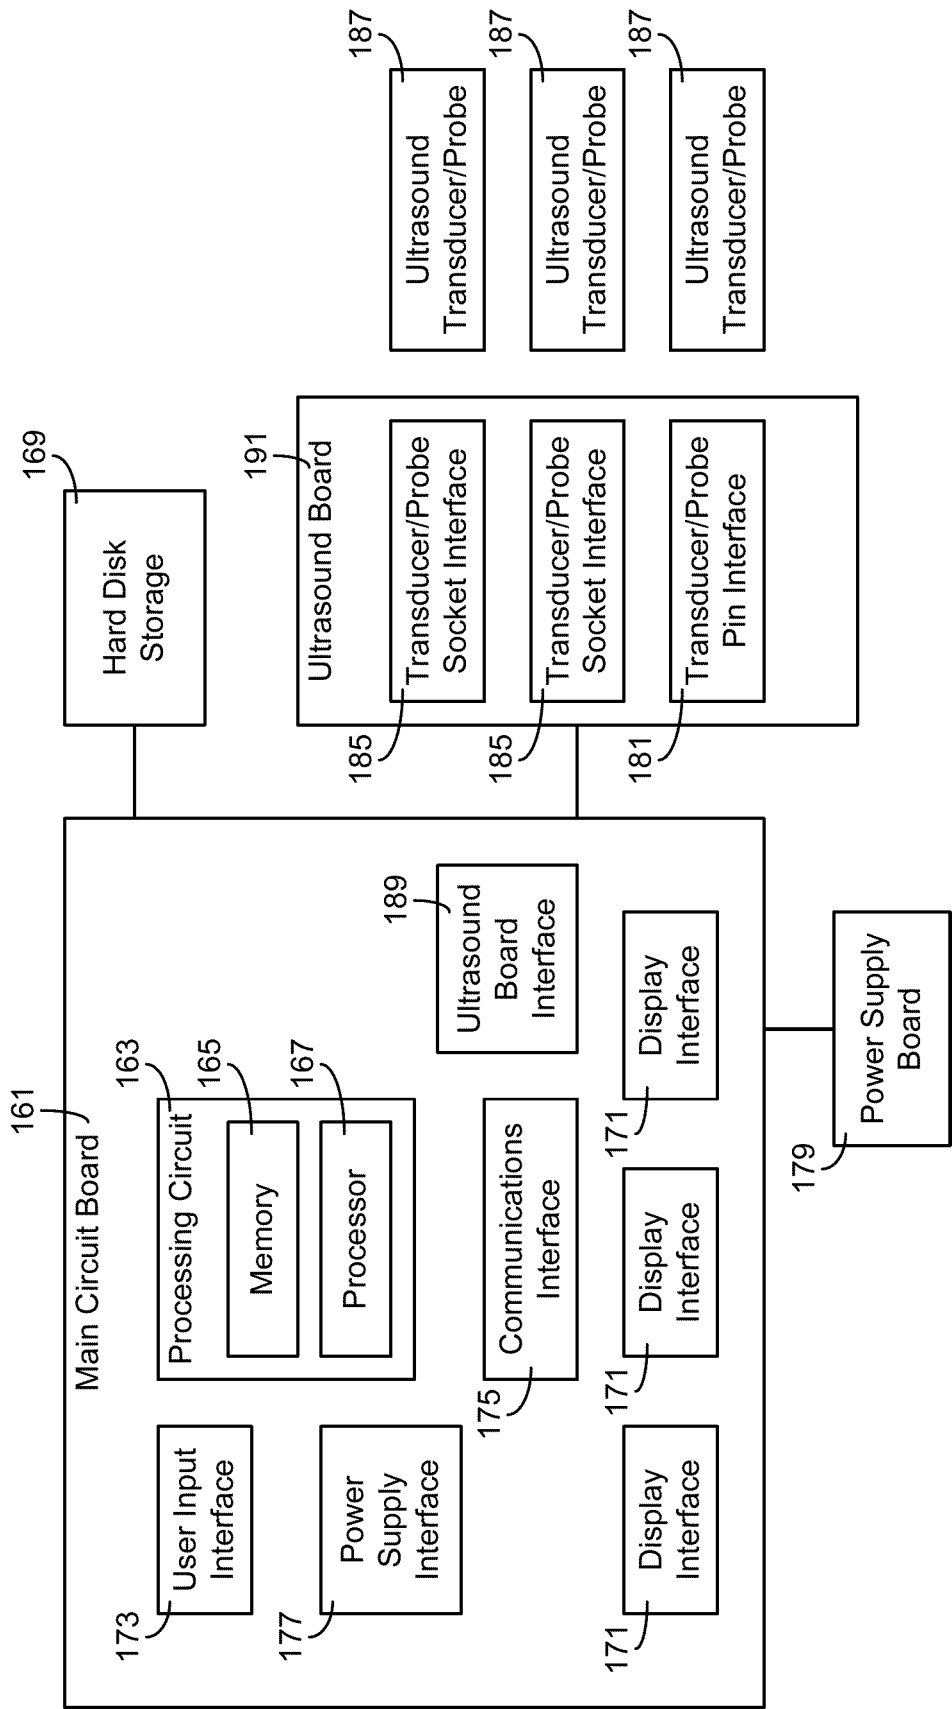 161
Main Circuit Board
173
User Input
Interface
163
Processing Circuit
165
Memory
167
Processor
177
Power
Supply
Interface
175
Communications
Interface
189
Ultrasound
Board
Interface
171
Display
Interface
171
Display
Interface
171
Display
Interface
169
Hard Disk
Storage
191
Ultrasound Board
185
Transducer/Probe
Socket Interface
185
Transducer/Probe
Socket Interface
181
Transducer/Probe
Pin Interface
187
Ultrasound
Transducer/Probe
187
Ultrasound
Transducer/Probe
187
Ultrasound
Transducer/Probe
179
Power Supply
Board